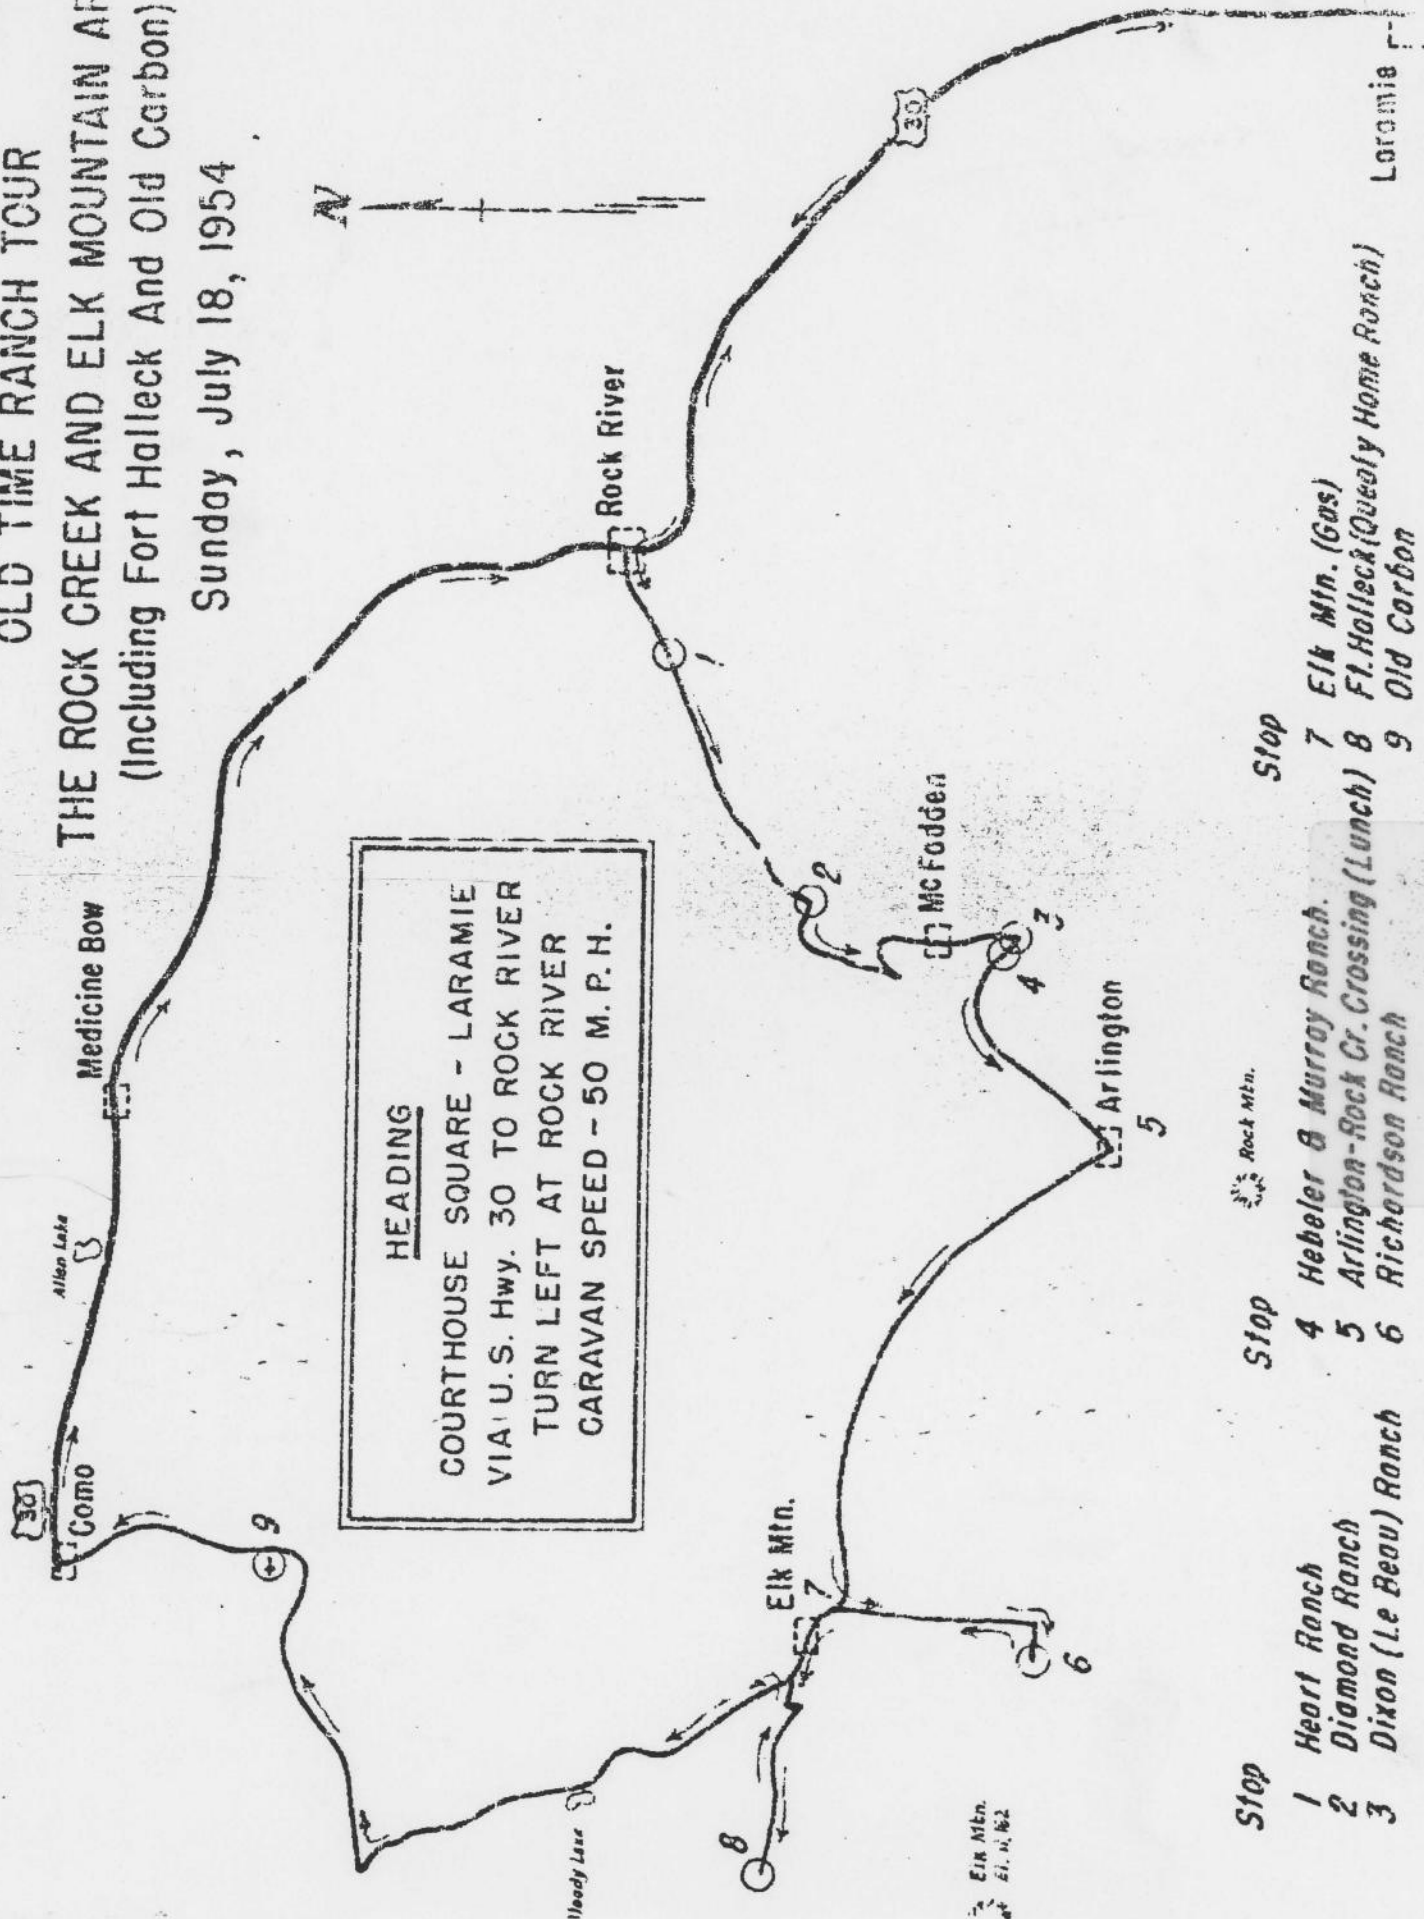 OLD TIME RANCH TOUR
THE ROCK CREEK AND ELK MOUNTAIN AR
(Including Fort Halleck And Old Carbon)
Sunday, July 18, 1954
N
30
Como
Allen Lake
Medicine Bow
9
HEADING
COURTHOUSE SQUARE - LARAMIE
VIA U.S. Hwy. 30 TO ROCK RIVER
TURN LEFT AT ROCK RIVER
CARAVAN SPEED - 50 M. P. H.
Rock River
1
2
McFadden
3
4
Arlington
5
Elk Mtn.
7
6
8
Elk Mtn.
El. 11,162
Rock Mtn.
30
Laramie
Stop
1 Heart Ranch
2 Diamond Ranch
3 Dixon (Le Beau) Ranch
Stop
4 Hebeler & Murray Ranch.
5 Arlington-Rock Cr. Crossing (Lunch)
6 Richardson Ranch
Stop
7 Elk Mtn. (Gas)
8 Ft. Halleck (Quealy Home Ranch)
9 Old Carbon